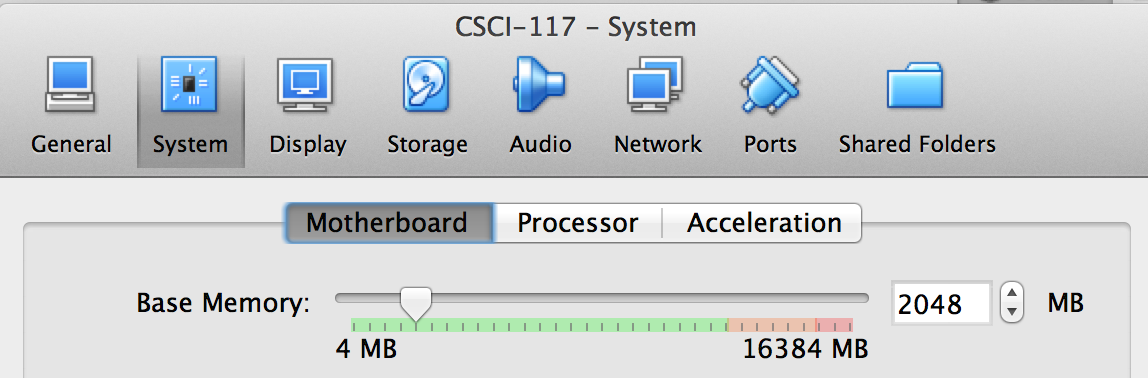 CSCI-117 - System
General System Display Storage Audio Network Ports Shared Folders
Motherboard Processor Acceleration
Base Memory: 2048 MB
4 MB 16384 MB